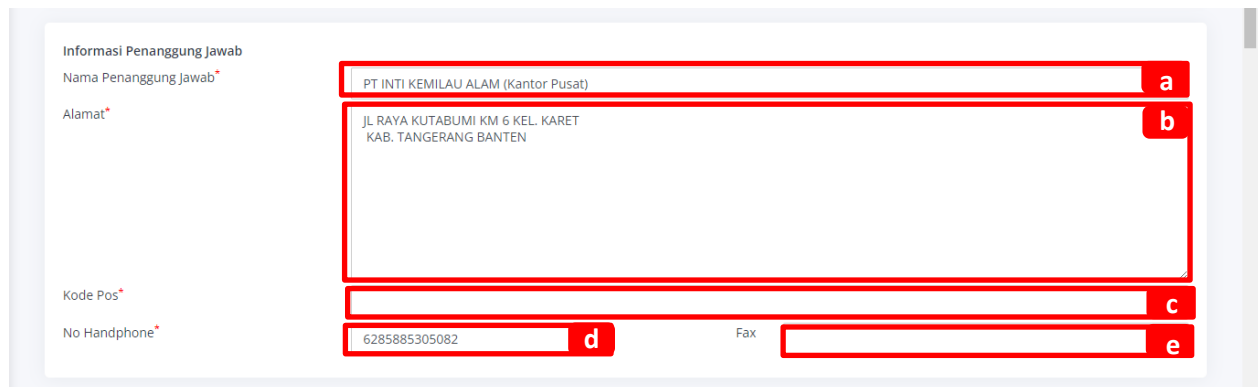 Informasi Penanggung Jawab
Nama Penanggung Jawab*
PT INTI KEMILAU ALAM (Kantor Pusat)
a
Alamat*
JL RAYA KUTABUMI KM 6 KEL. KARET
KAB. TANGERANG BANTEN
b
Kode Pos*
c
No Handphone*
6285885305082
d
Fax
e